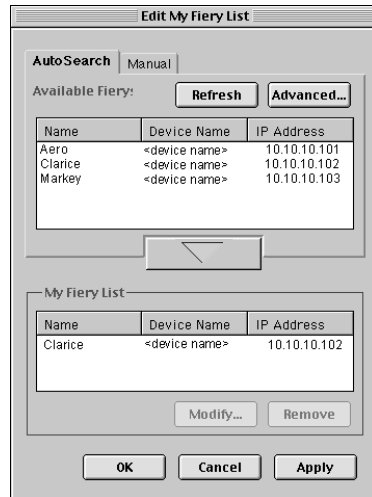 Edit My Fiery List
AutoSearch Manual
Available Fiery: Refresh Advanced...
Name Device Name IP Address
Aero <device name> 10.10.10.101
Clarice <device name> 10.10.10.102
Markey <device name> 10.10.10.103
My Fiery List
Name Device Name IP Address
Clarice <device name> 10.10.10.102
Modify... Remove
OK Cancel Apply